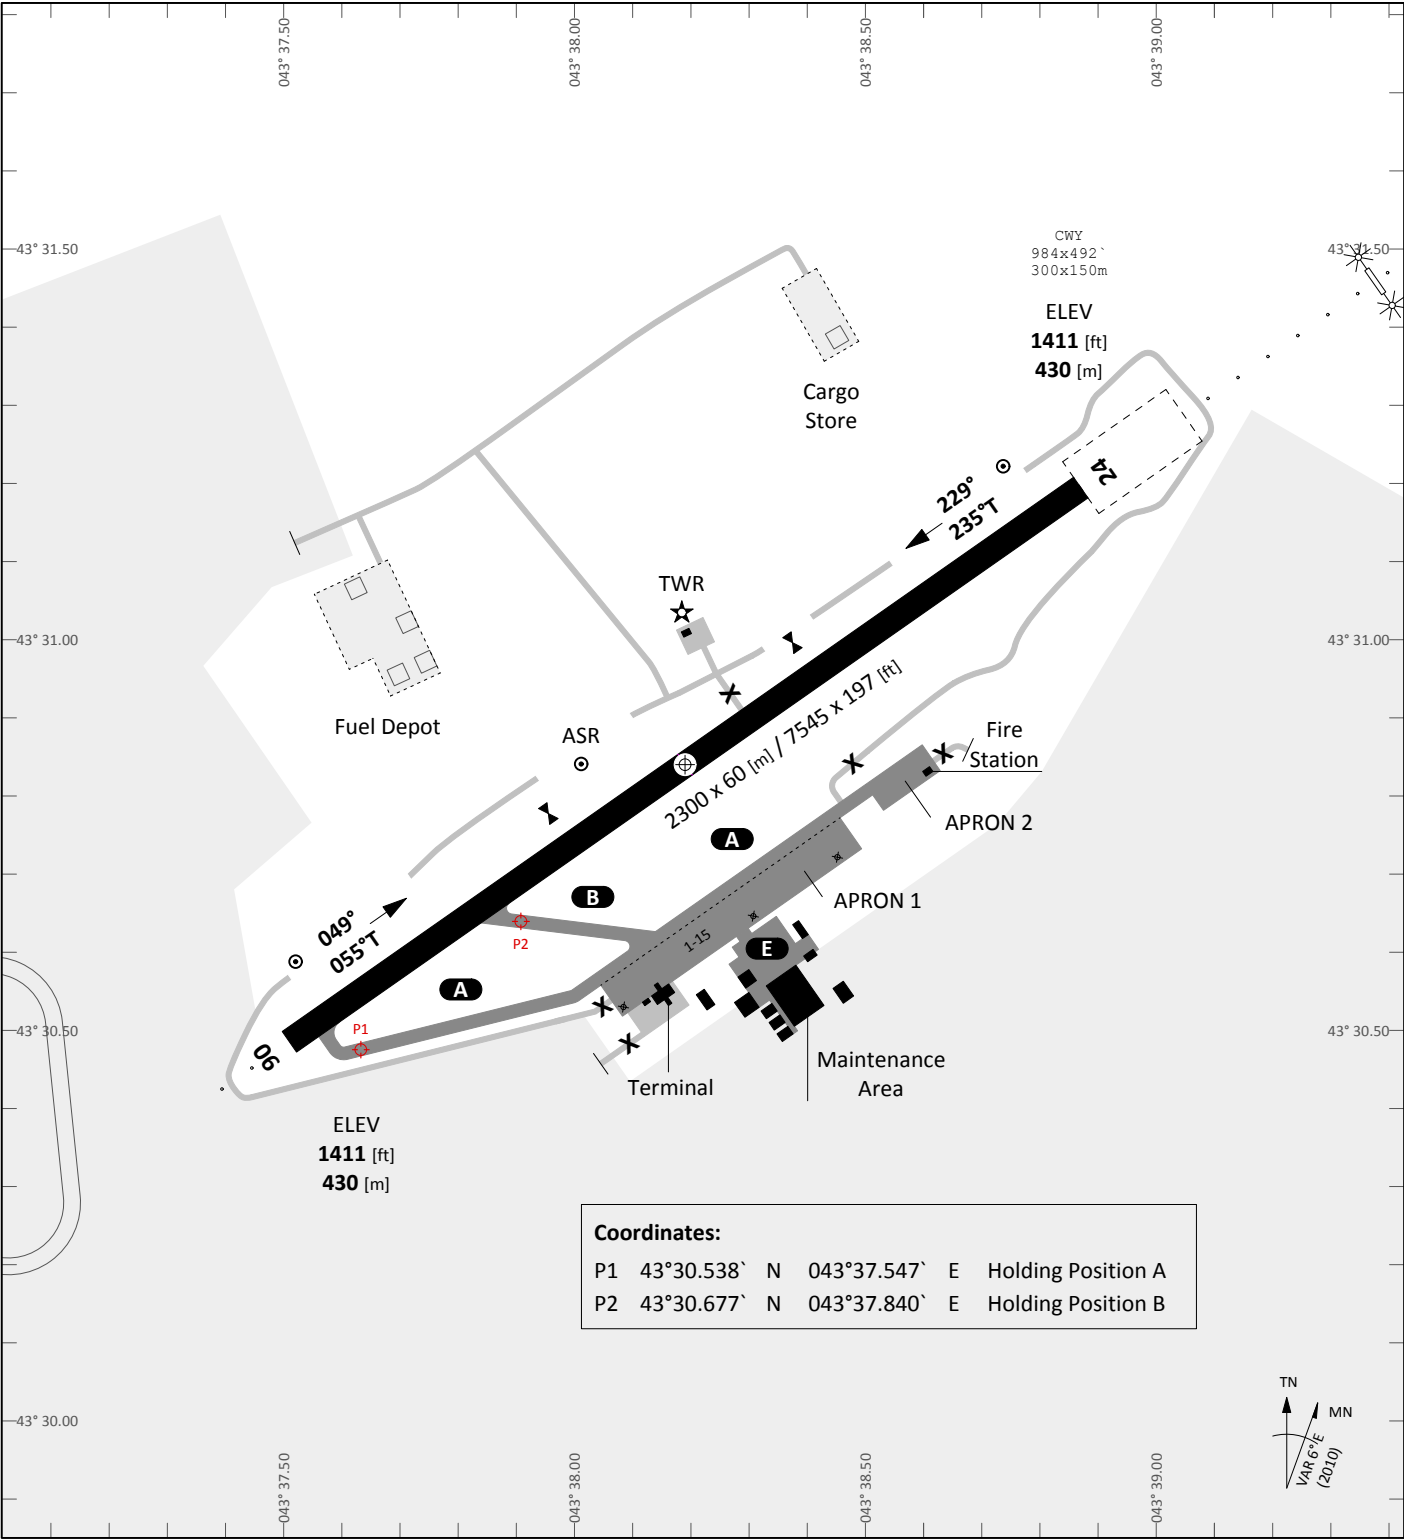 043° 37.50
043° 38.00
043° 38.50
043° 39.00
43° 31.50
43° 31.50
CWY
984x492`
300x150m
ELEV
1411 [ft]
430 [m]
Cargo
Store
24
229°
235°T
TWR
43° 31.00
43° 31.00
Fuel Depot
ASR
2300 x 60 [m] / 7545 x 197 [ft]
Fire
Station
A
APRON 2
B
APRON 1
049°
055°T
P2
1-15
E
A
P1
43° 30.50
43° 30.50
06
Terminal
Maintenance
Area
ELEV
1411 [ft]
430 [m]
Coordinates:
P1 43°30.538` N 043°37.547` E Holding Position A
P2 43°30.677` N 043°37.840` E Holding Position B
TN
MN
VAR 6°/E
(2010)
43° 30.00
043° 37.50
043° 38.00
043° 38.50
043° 39.00